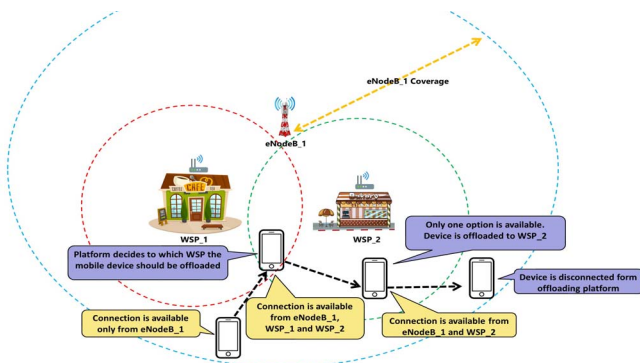 eNodeB_1 Coverage
eNodeB_1
CAFE
WSP_1
WSP_2
Only one option is available.
Device is offloaded to WSP_2
Platform decides to which WSP the
mobile device should be offloaded
Device is disconnected form
offloading platform
Connection is available
only from eNodeB_1
Connection is available
from eNodeB_1,
WSP_1 and WSP_2
Connection is available from
eNodeB_1 and WSP_2